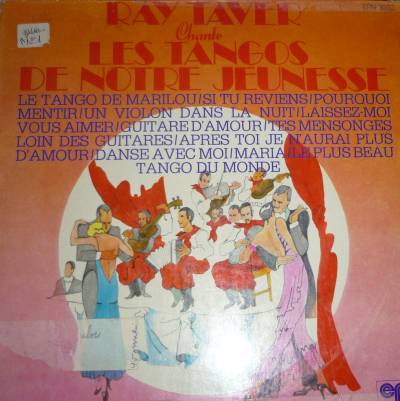 RAY TAVER
Chante
LES TANGOS
DE NOTRE JEUNESSE
LE TANGO DE MARILOU/SI TU REVIENS/POURQUOI
MENTIR/UN VIOLON DANS LA NUIT/LAISSEZ-MOI
VOUS AIMER/GUITARE D'AMOUR/TES MENSONGES
LOIN DES GUITARES/APRES TOI JE N'AURAI PLUS
D'AMOUR/DANSE AVEC MOI/MARIA/LE PLUS BEAU
TANGO DU MONDE